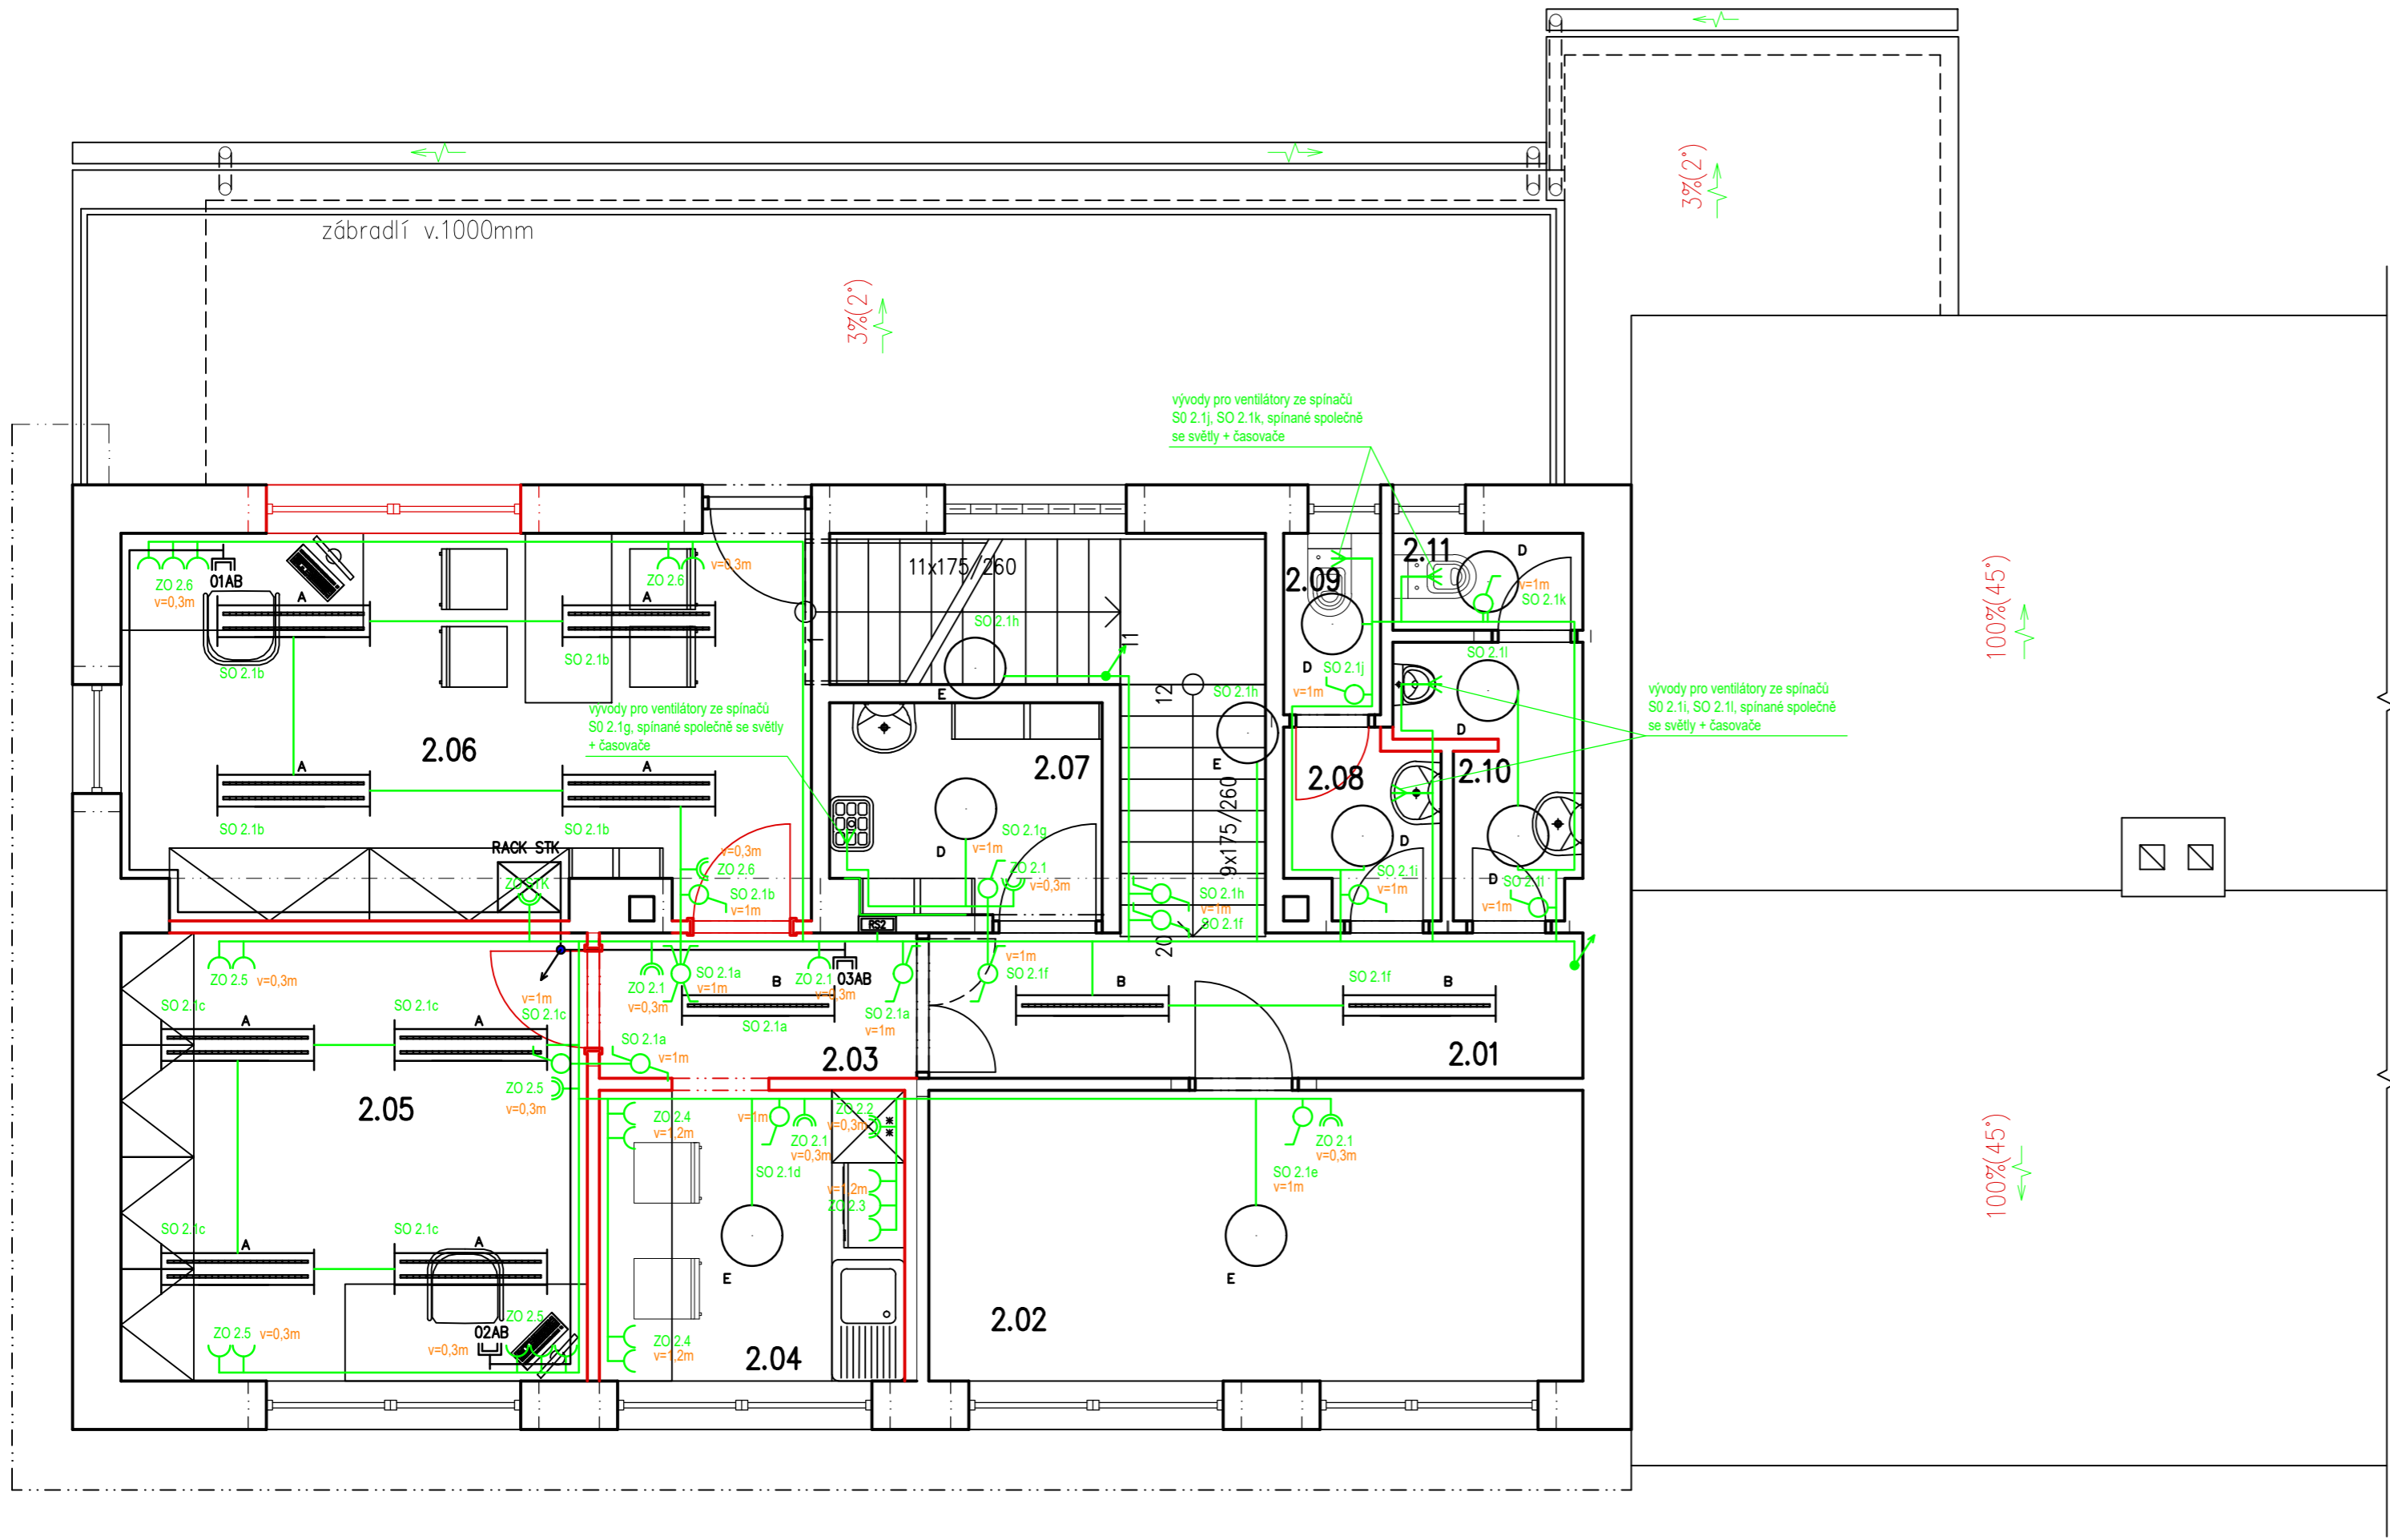 3%(2°)
zábradlí v.1000mm
3%(2°)
vývody pro ventilátory ze spínačů
S0 2.1j, SO 2.1k, spínané společně
se světly + časovače
ZO 2.6
v=0,3m
01AB
A
SO 2.1b
A
SO 2.1b
ZO 2.6
v=0.3m
11x175/260
1
11
SO 2.1h
E
2.09
D
SO 2.1j
v=1m
2.11
D
v=1m
SO 2.1k
100%(45°)
SO 2.1l
D
vývody pro ventilátory ze spínačů
S0 2.1i, SO 2.1l, spínané společně
se světly + časovače
vývody pro ventilátory ze spínačů
S0 2.1g, spínané společně se světly
+ časovače
2.06
A
SO 2.1b
A
SO 2.1b
2.07
D
SO 2.1g
v=1m
ZO 2.1
v=0,3m
12
SO 2.1h
E
9x175/260
20
SO 2.1h
v=1m
SO 2.1f
2.08
D
SO 2.1i
v=1m
2.10
D
SO 2.1l
v=1m
RACK STK
ZO STK
v=0,3m
ZO 2.6
SO 2.1b
v=1m
RS2
ZO 2.5
v=0,3m
v=1m
SO 2.1c
SO 2.1c
A
SO 2.1c
A
ZO 2.1
v=0,3m
SO 2.1a
v=1m
B
SO 2.1a
ZO 2.1
v=0,3m
03AB
SO 2.1a
v=1m
SO 2.1a
v=1m
2.03
v=1m
SO 2.1f
B
SO 2.1f
B
2.01
2.05
ZO 2.5
v=0,3m
ZO 2.4
v=1,2m
v=1m
ZO 2.1
v=0,3m
SO 2.1d
ZO 2.2
v=0,3m
v=1,2m
ZO 2.3
ZO 2.1
v=0,3m
SO 2.1e
v=1m
100%(45°)
SO 2.1c
A
SO 2.1c
A
E
E
ZO 2.5
v=0,3m
v=0,3m
02AB
ZO 2.5
ZO 2.4
v=1,2m
2.04
2.02